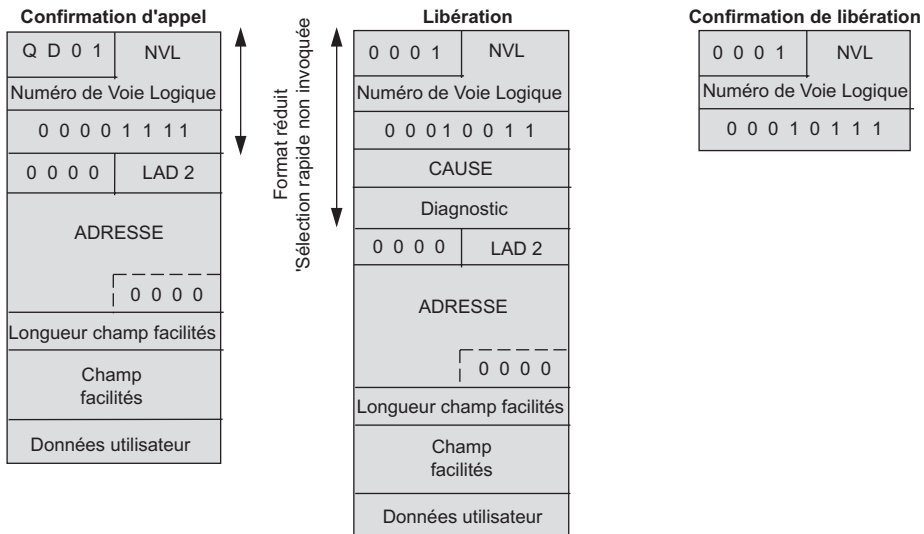 Confirmation d'appel
Q D 0 1 NVL
Numéro de Voie Logique
0 0 0 0 1 1 1 1
0 0 0 0 LAD 2
ADRESSE
0 0 0 0
Longueur champ facilités
Champ
facilités
Données utilisateur
Format réduit
'Sélection rapide non invoquée
Libération
0 0 0 1 NVL
Numéro de Voie Logique
0 0 0 1 0 0 1 1
CAUSE
Diagnostic
0 0 0 0 LAD 2
ADRESSE
0 0 0 0
Longueur champ facilités
Champ
facilités
Données utilisateur
Confirmation de libération
0 0 0 1 NVL
Numéro de Voie Logique
0 0 0 1 0 1 1 1